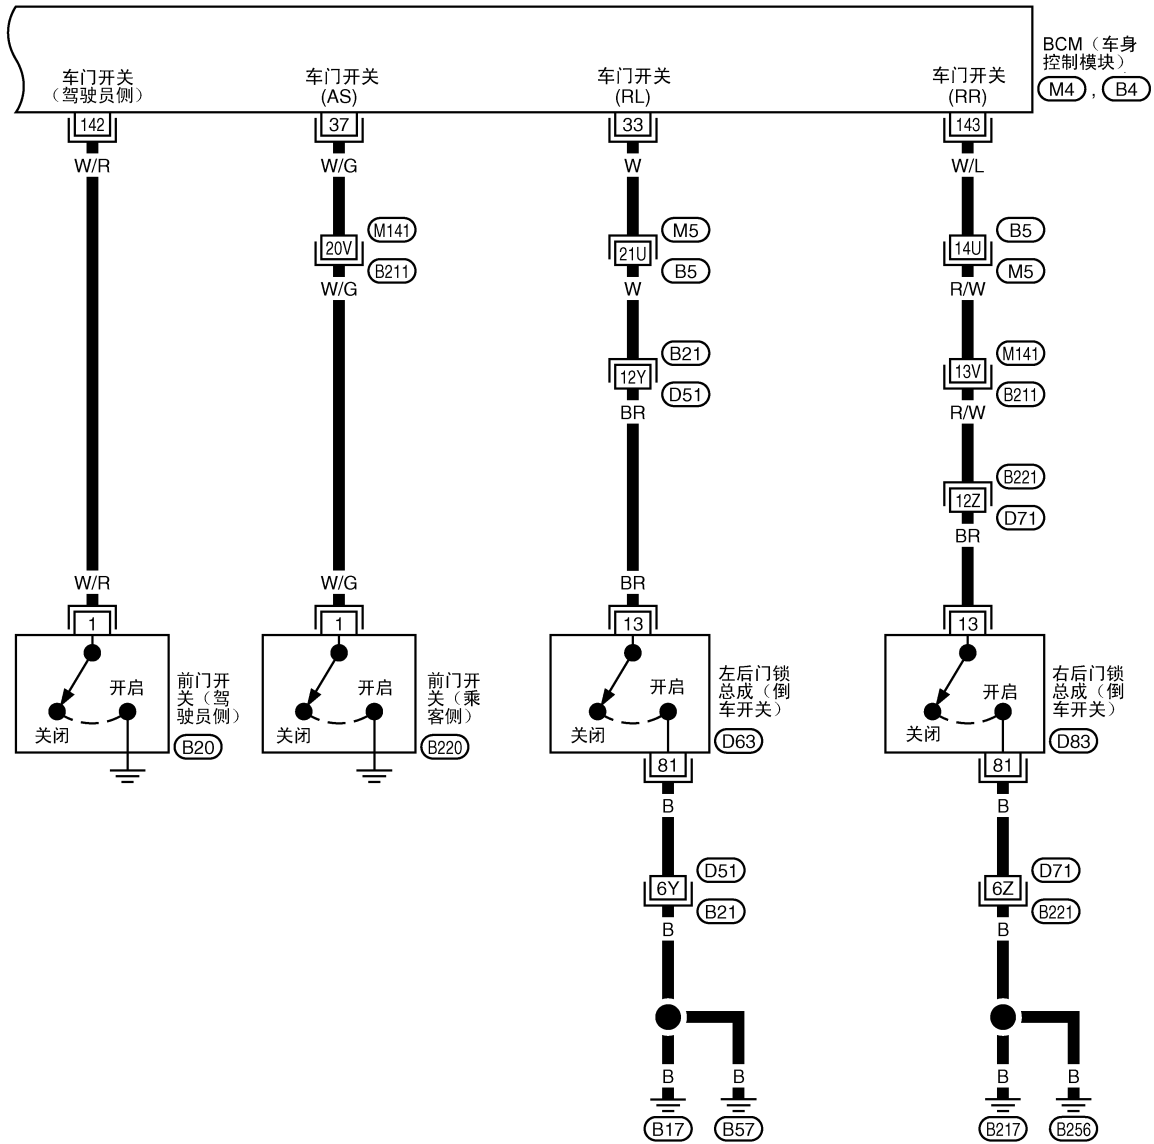 BCM（车身
控制模块）
M4 , B4
车门开关
（驾驶员侧）
车门开关
(AS)
车门开关
(RL)
车门开关
(RR)
142
37
33
143
W/R
W/G
W
W/L
20V
M141
B211
21U
M5
B5
14U
B5
M5
W/G
W
R/W
12Y
B21
D51
13V
M141
B211
BR
R/W
12Z
B221
D71
BR
W/R
W/G
BR
1
1
13
13
开启
关闭
前门开
关（驾
驶员侧）
B20
开启
关闭
前门开
关（乘
客侧）
B220
开启
关闭
左后门锁
总成（倒
车开关）
D63
开启
关闭
右后门锁
总成（倒
车开关）
D83
81
81
B
B
6Y
D51
B21
6Z
D71
B221
B
B
B
B
B
B
B17
B57
B217
B256